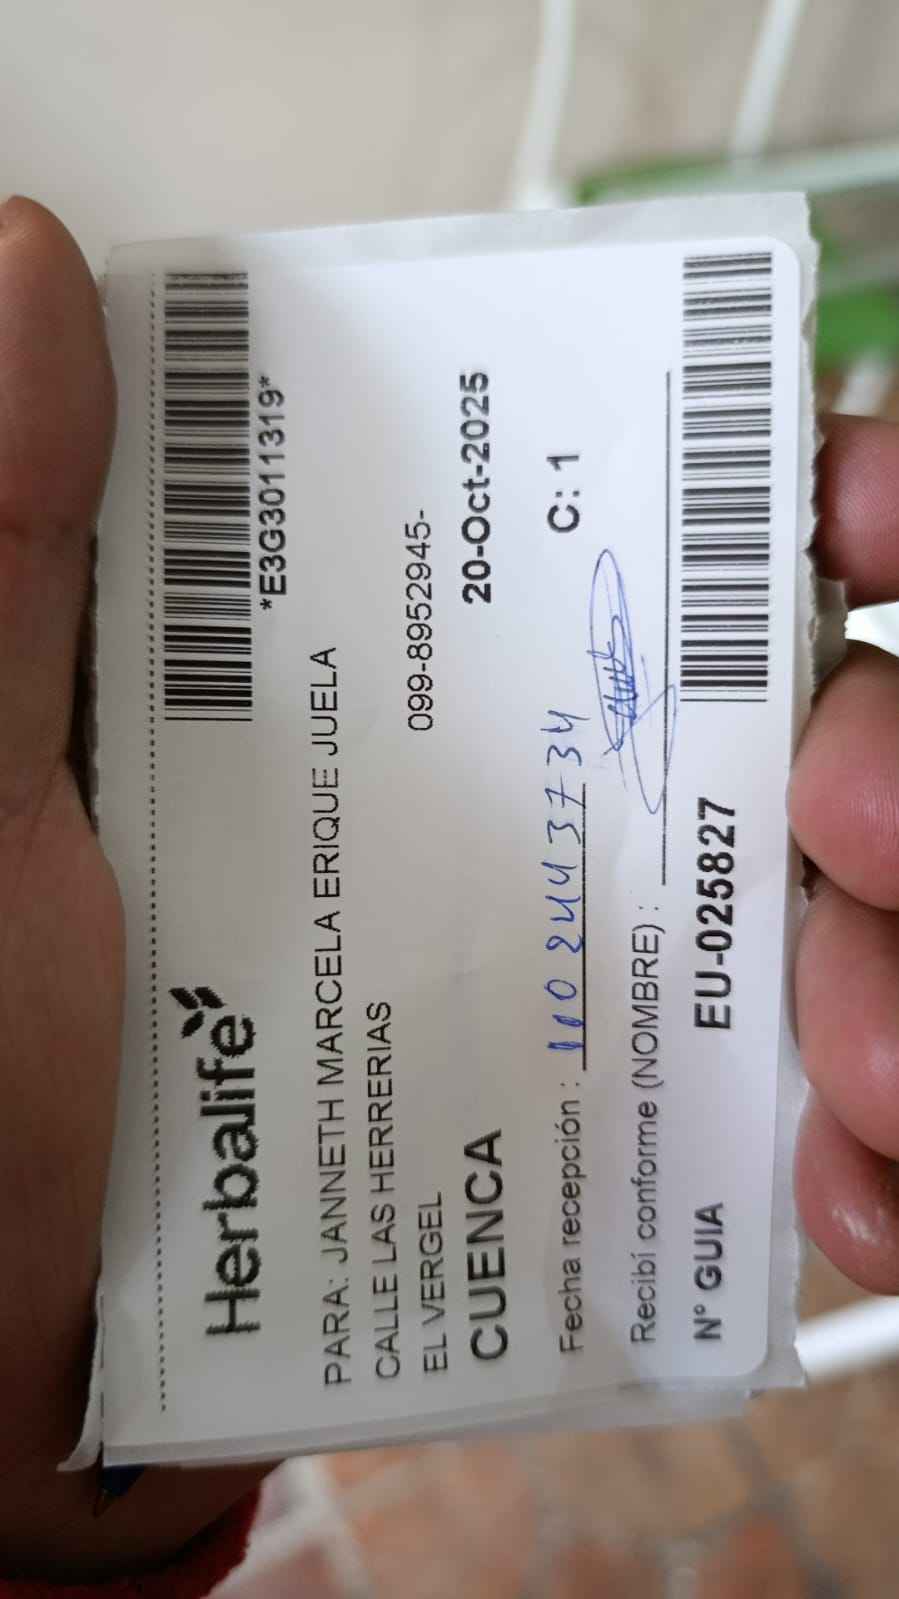 Herbalife
*E3G3011319*
PARA: JANNETH MARCELA ERIQUE JUELA
CALLE LAS HERRERIAS
EL VERGEL 099-8952945-
CUENCA 20-Oct-2025
Fecha recepción : 1102443734 C: 1
Recibí conforme (NOMBRE) :
N° GUIA EU-025827